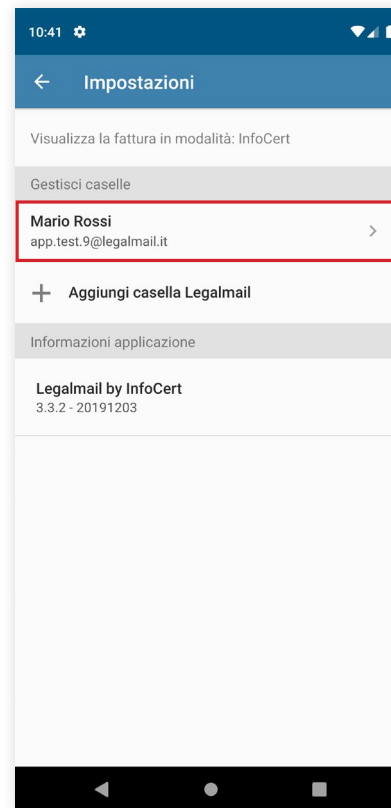 10:41
Impostazioni
Visualizza la fattura in modalità: InfoCert
Gestisci caselle
Mario Rossi
app.test.9@legalmail.it
Aggiungi casella Legalmail
Informazioni applicazione
Legalmail by InfoCert
3.3.2 - 20191203